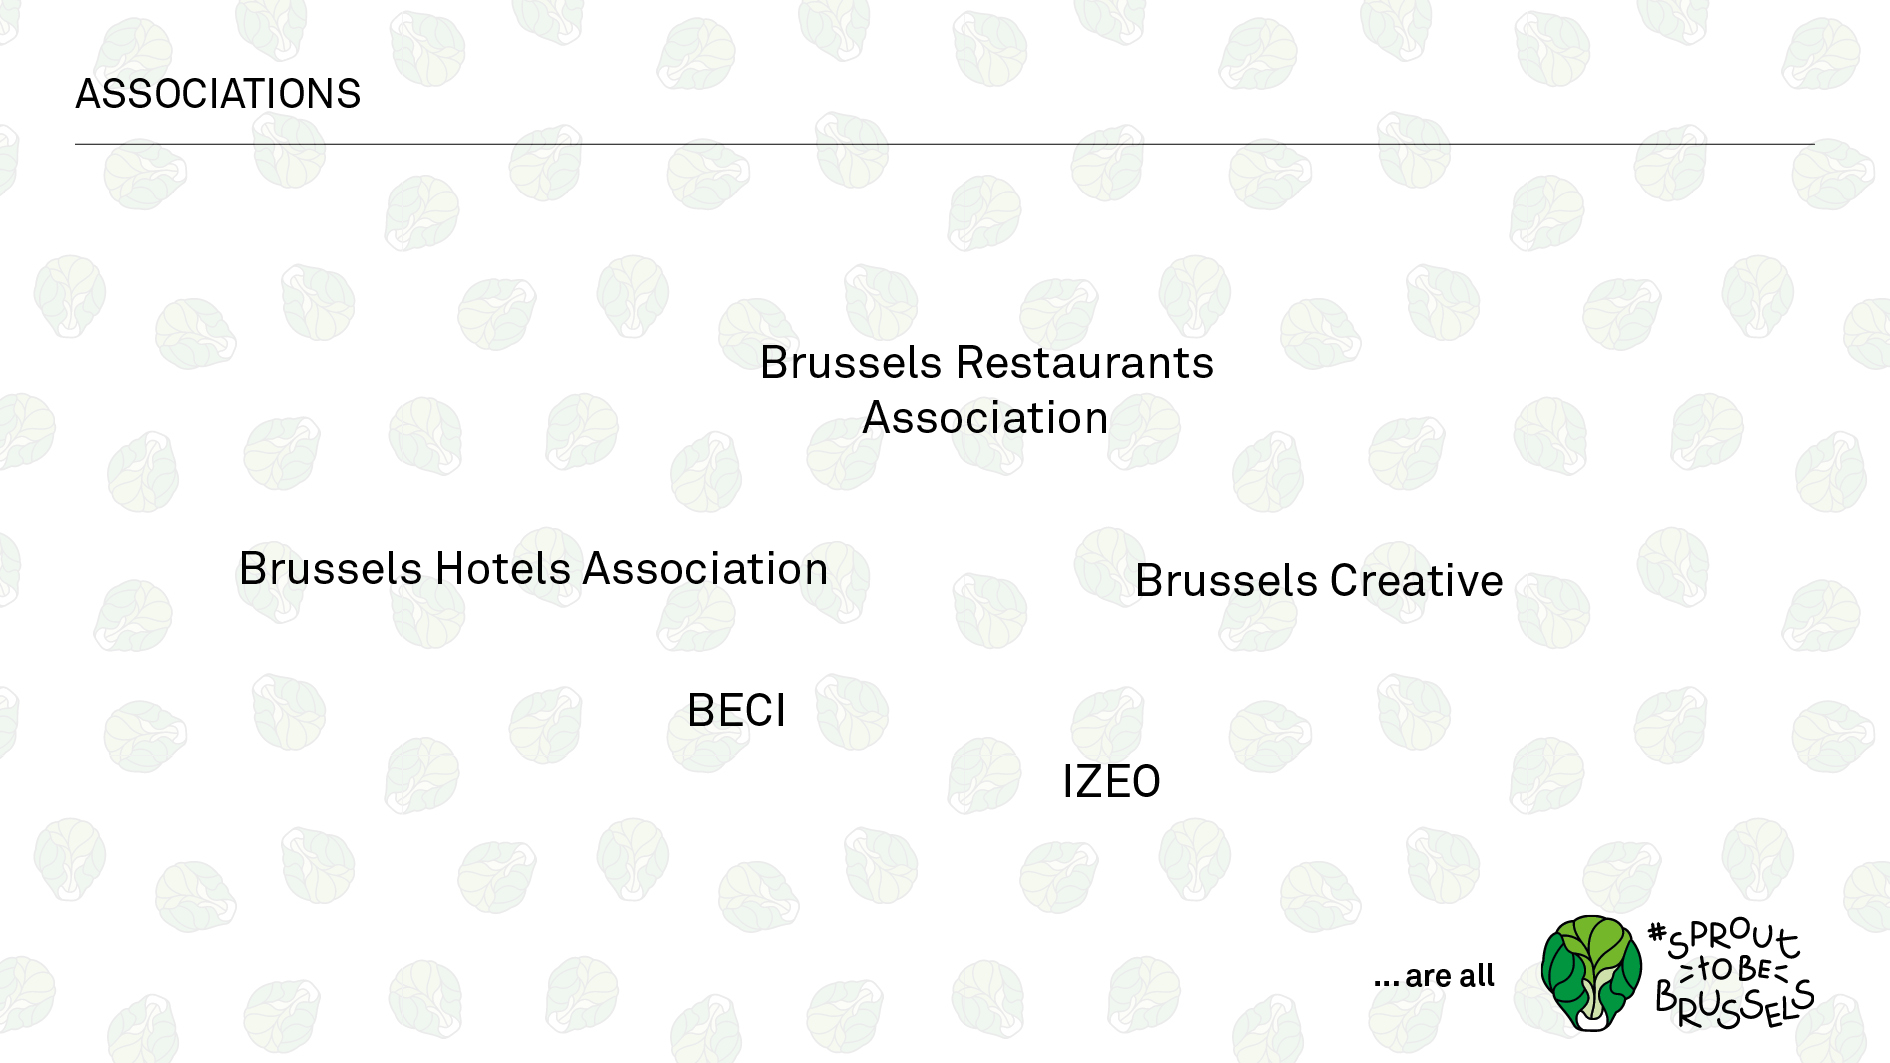 ASSOCIATIONS
Brussels Restaurants
Association
Brussels Hotels Association
Brussels Creative
BECI
IZEO
... are all
#SPROUT
TO BE
BRUSSELS